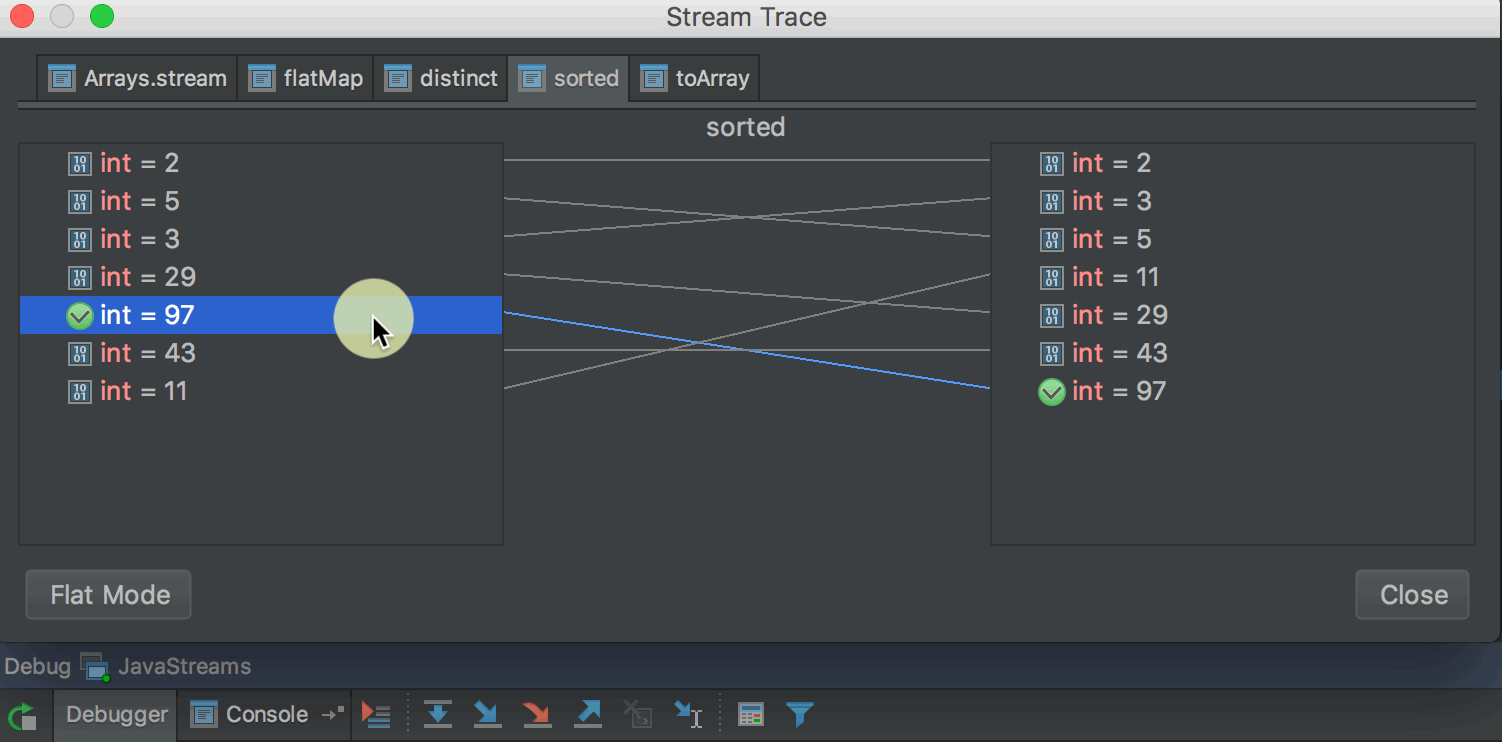 Stream Trace
Arrays.stream flatMap distinct sorted toArray
sorted
int = 2
int = 5
int = 3
int = 29
int = 97
int = 43
int = 11
int = 2
int = 3
int = 5
int = 11
int = 29
int = 43
int = 97
Flat Mode Close
Debug JavaStreams
Debugger Console